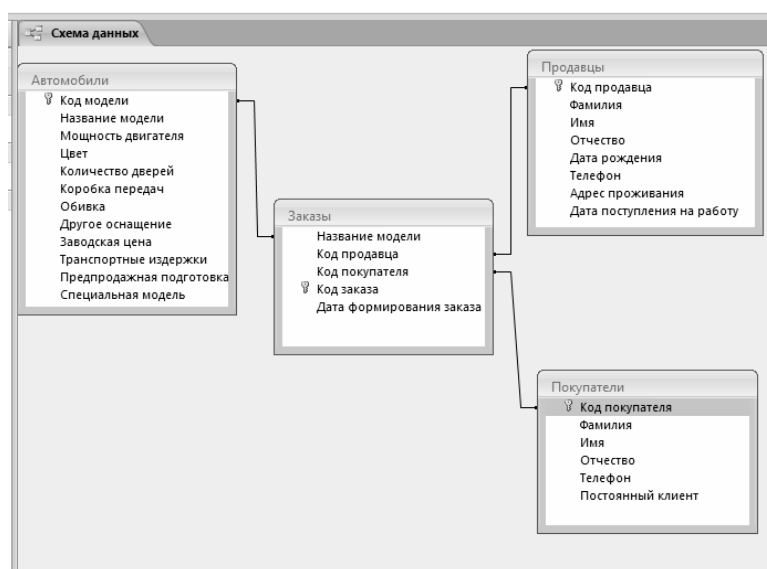 Схема данных
Автомобили
Код модели
Название модели
Мощность двигателя
Цвет
Количество дверей
Коробка передач
Обивка
Другое оснащение
Заводская цена
Транспортные издержки
Предпродажная подготовка
Специальная модель
Заказы
Название модели
Код продавца
Код покупателя
Код заказа
Дата формирования заказа
Продавцы
Код продавца
Фамилия
Имя
Отчество
Дата рождения
Телефон
Адрес проживания
Дата поступления на работу
Покупатели
Код покупателя
Фамилия
Имя
Отчество
Телефон
Постоянный клиент